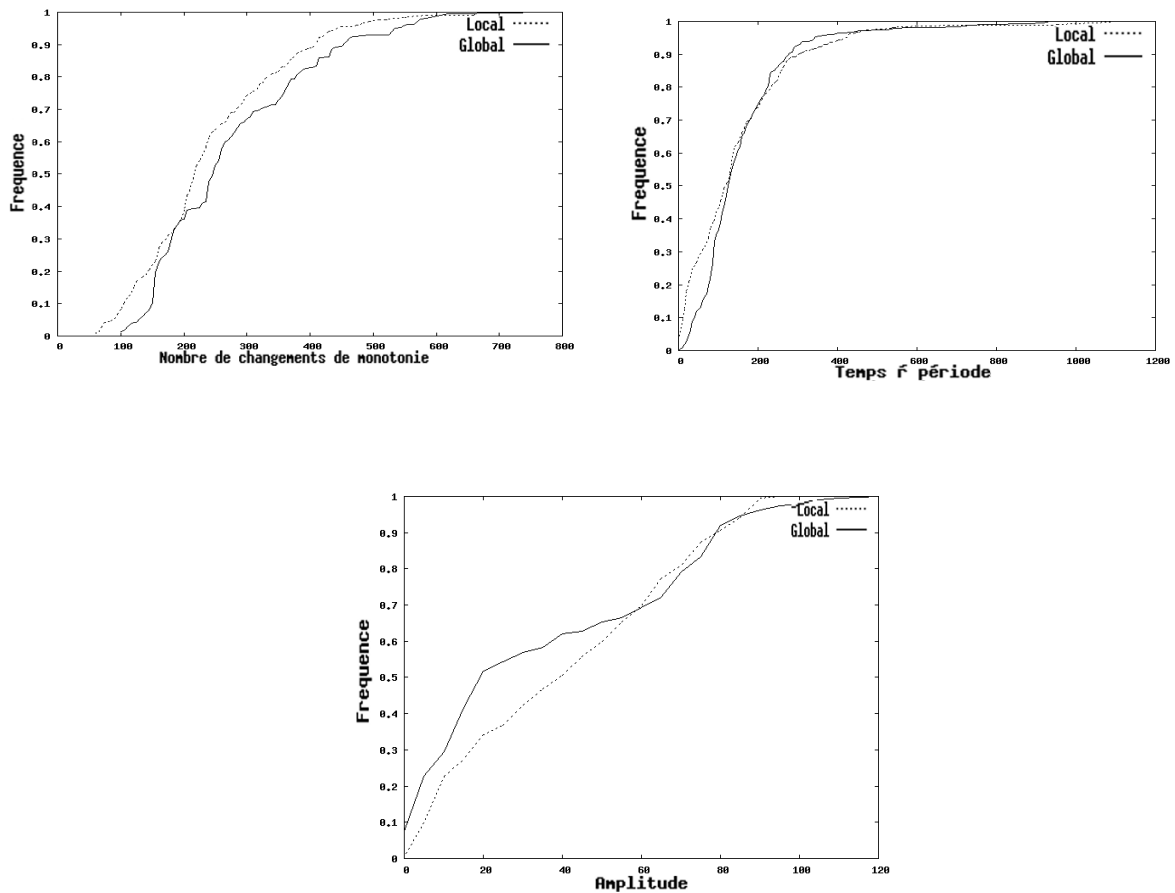 Local
Global
Frequence
1
0.9
0.8
0.7
0.6
0.5
0.4
0.3
0.2
0.1
0
0 100 200 300 400 500 600 700 800
Nombre de changements de monotonie
Local
Global
Frequence
1
0.9
0.8
0.7
0.6
0.5
0.4
0.3
0.2
0.1
0
0 200 400 600 800 1000 1200
Temps ŕ période
Local
Global
Frequence
1
0.9
0.8
0.7
0.6
0.5
0.4
0.3
0.2
0.1
0
0 20 40 60 80 100 120
Amplitude